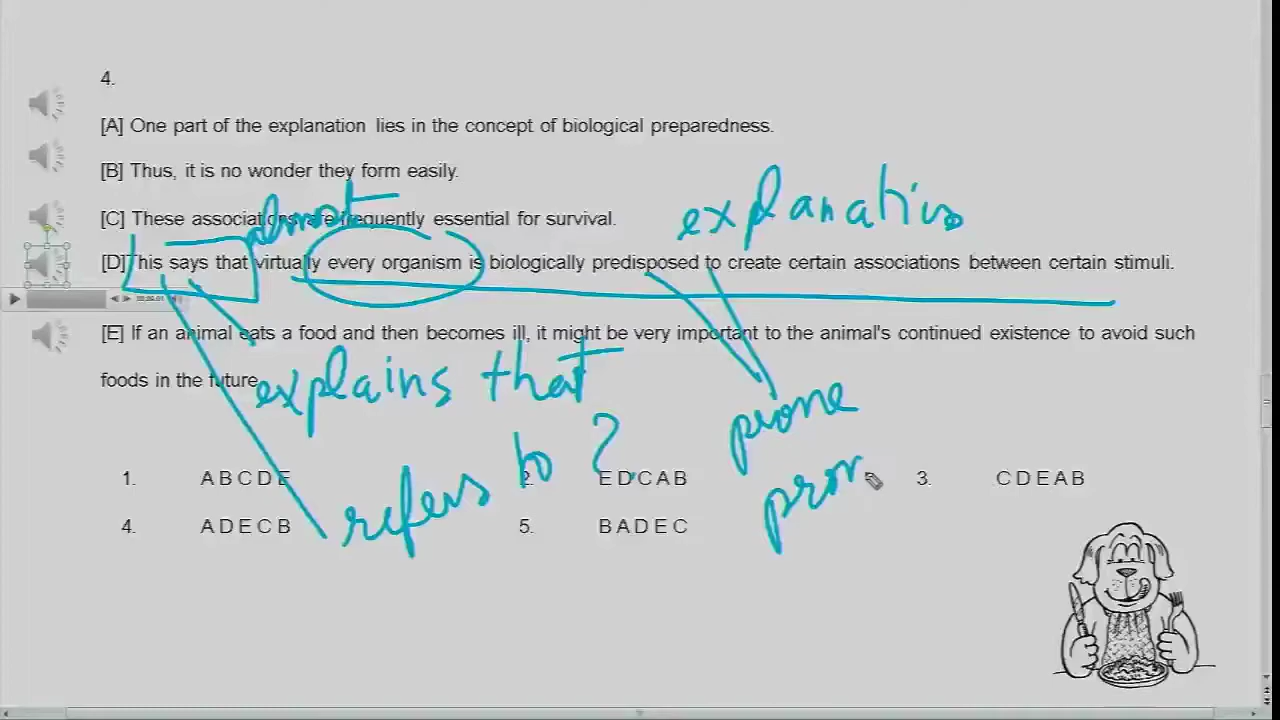 4.
[A] One part of the explanation lies in the concept of biological preparedness.
[B] Thus, it is no wonder they form easily.
explanation
almost
[C] These associations are frequently essential for survival.
[D]This says that virtually every organism is biologically predisposed to create certain associations between certain stimuli.
[E] If an animal eats a food and then becomes ill, it might be very important to the animal's continued existence to avoid such
foods in the future.
explains that
prone
refers to ?
pron
1. A B C D E 2. E D C A B 3. C D E A B
4. A D E C B 5. B A D E C